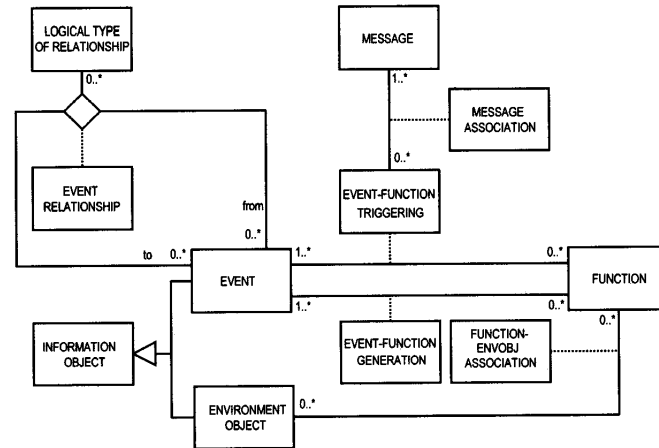 LOGICAL TYPE
OF RELATIONSHIP
MESSAGE
0..*
1..*
MESSAGE
ASSOCIATION
0..*
EVENT
RELATIONSHIP
EVENT-FUNCTION
TRIGGERING
from
0..*
to
0..*
1..*
0..*
EVENT
FUNCTION
1..*
0..*
0..*
INFORMATION
OBJECT
EVENT-FUNCTION
GENERATION
FUNCTION-
ENVOBJ
ASSOCIATION
ENVIRONMENT
OBJECT
0..*